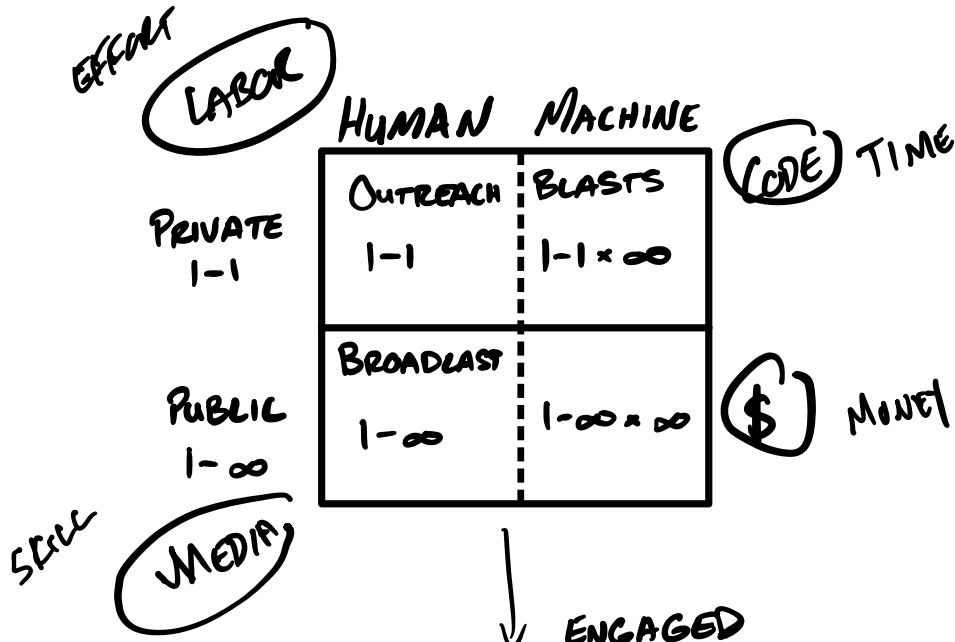 EFFORT
LABOR
HUMAN MACHINE
CODE TIME
OUTREACH BLASTS
PRIVATE
1-1
1-1
1-1 × ∞
BROADCAST
PUBLIC
1-∞
1-∞
1-∞ × ∞
$ MONEY
SKILL
MEDIA
ENGAGED